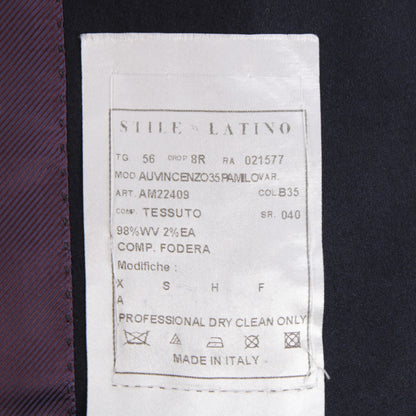 STILE LATINO
TG. 56 DROP 8R RA 021577
MOD. AUVINCENZO35PAMILO VAR.
ART. AM22409 COL. B35
COMP. TESSUTO SR. 040
98%WV 2%EA
COMP. FODERA
Modifiche :
X S H F
A
PROFESSIONAL DRY CLEAN ONLY
MADE IN ITALY